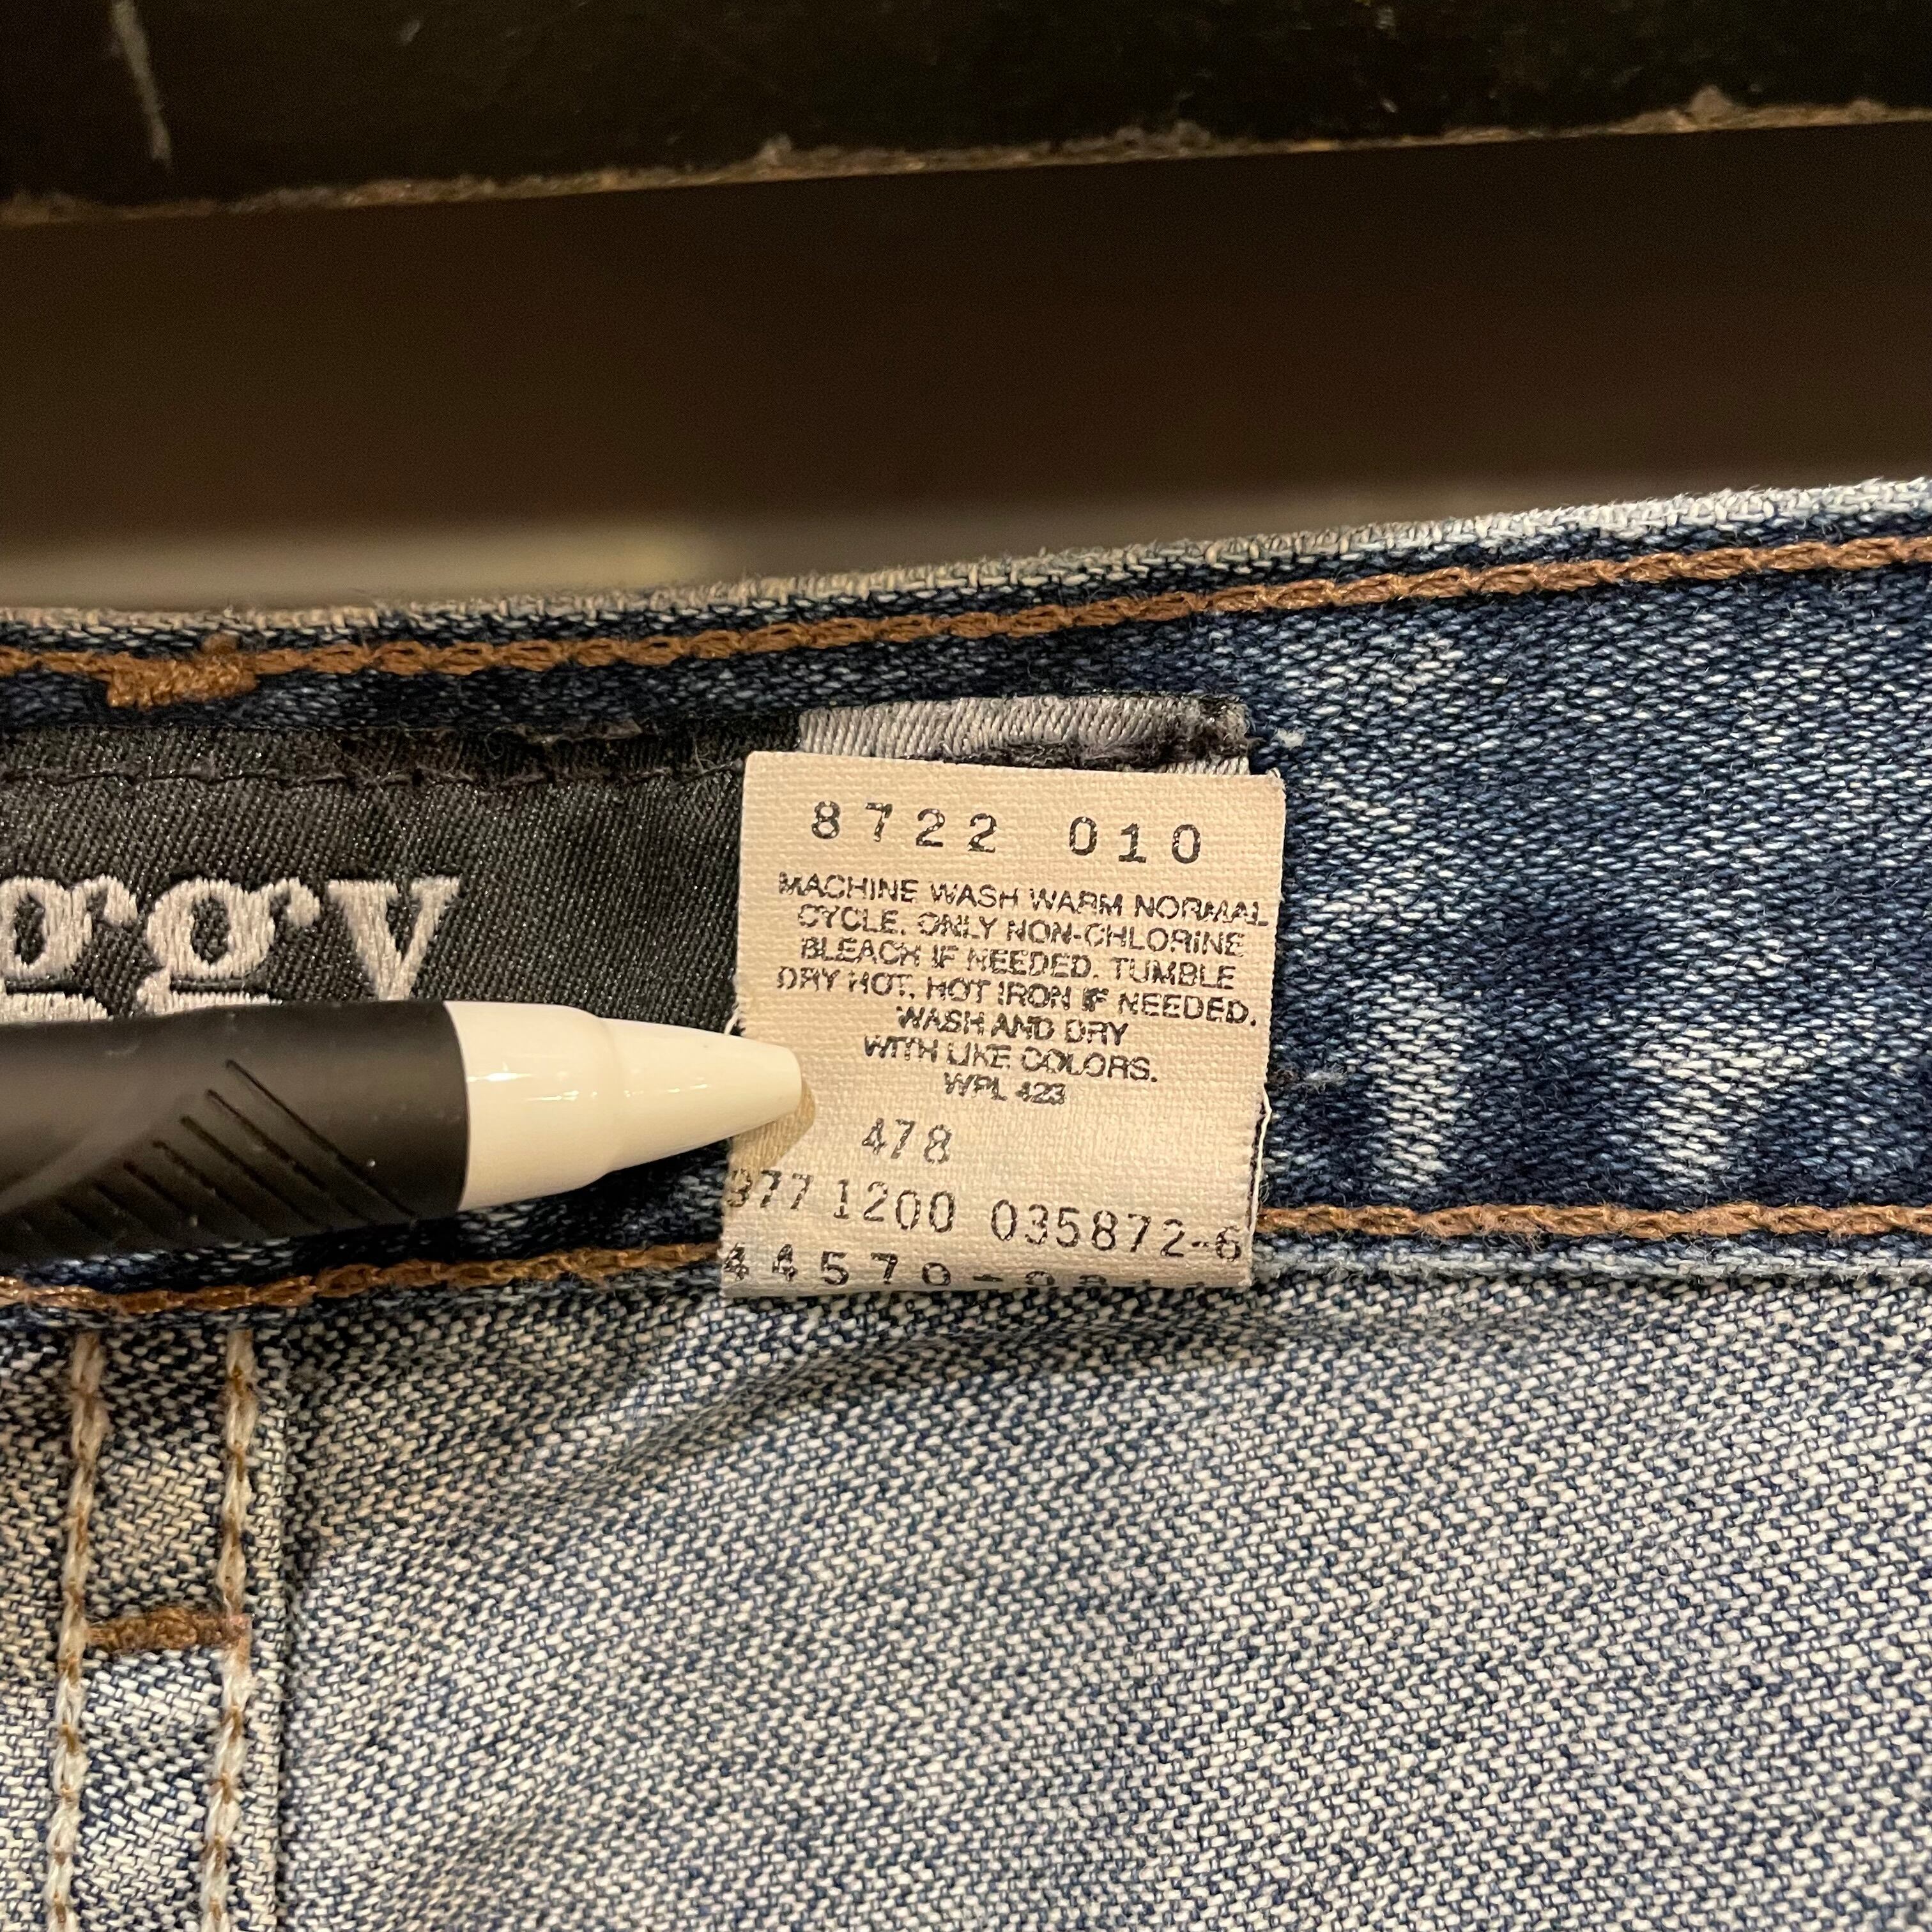 8722 010
MACHINE WASH WARM NORMAL
CYCLE. ONLY NON-CHLORINE
BLEACH IF NEEDED. TUMBLE
DRY HOT. HOT IRON IF NEEDED.
WASH AND DRY
WITH LIKE COLORS.
WPL 423
478
977 1200 035872-6